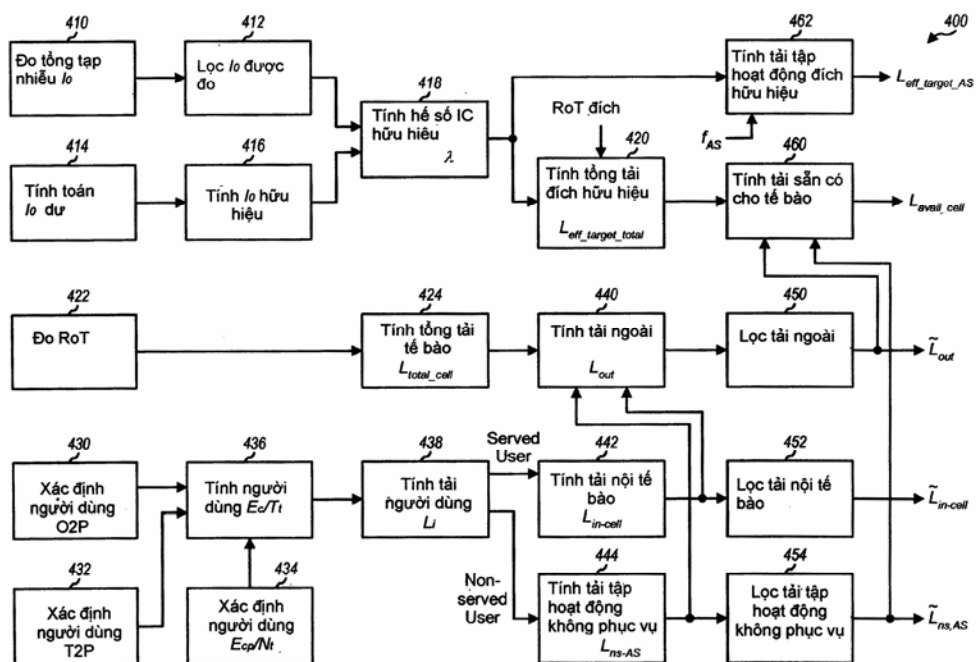 410
Đo tổng tạp
nhiễu Io
412
Lọc Io được
đo
418
Tính hế số IC
hữu hiêu
λ
414
Tính toán
Io dư
416
Tính Io hữu
hiệu
RoT đích
420
Tính tổng tải
đích hữu hiệu
Leff_target_total
462
Tính tải tập
hoạt động đích
hữu hiệu
400
Leff_target_AS
fAS
460
Tính tải sẵn có
cho tế bào
Lavail_cell
422
Đo RoT
424
Tính tổng tải
tế bào
Ltotal_cell
440
Tính tải ngoài
Lout
450
Lọc tải ngoài
L̃out
430
Xác định
người dùng
O2P
436
Tính người
dùng Ec/Tt
438
Tính tải
người dùng
Li
Served
User
442
Tính tải nội tế
bào
Lin-cell
452
Lọc tải nội tế
bào
L̃in-cell
432
Xác định
người dùng
T2P
434
Xác định
người dùng
Ecp/Nt
Non-
served
User
444
Tính tải tập
hoạt động
không phục vụ
Lns-AS
454
Lọc tải tập
hoạt động
không phục vụ
L̃ns,AS